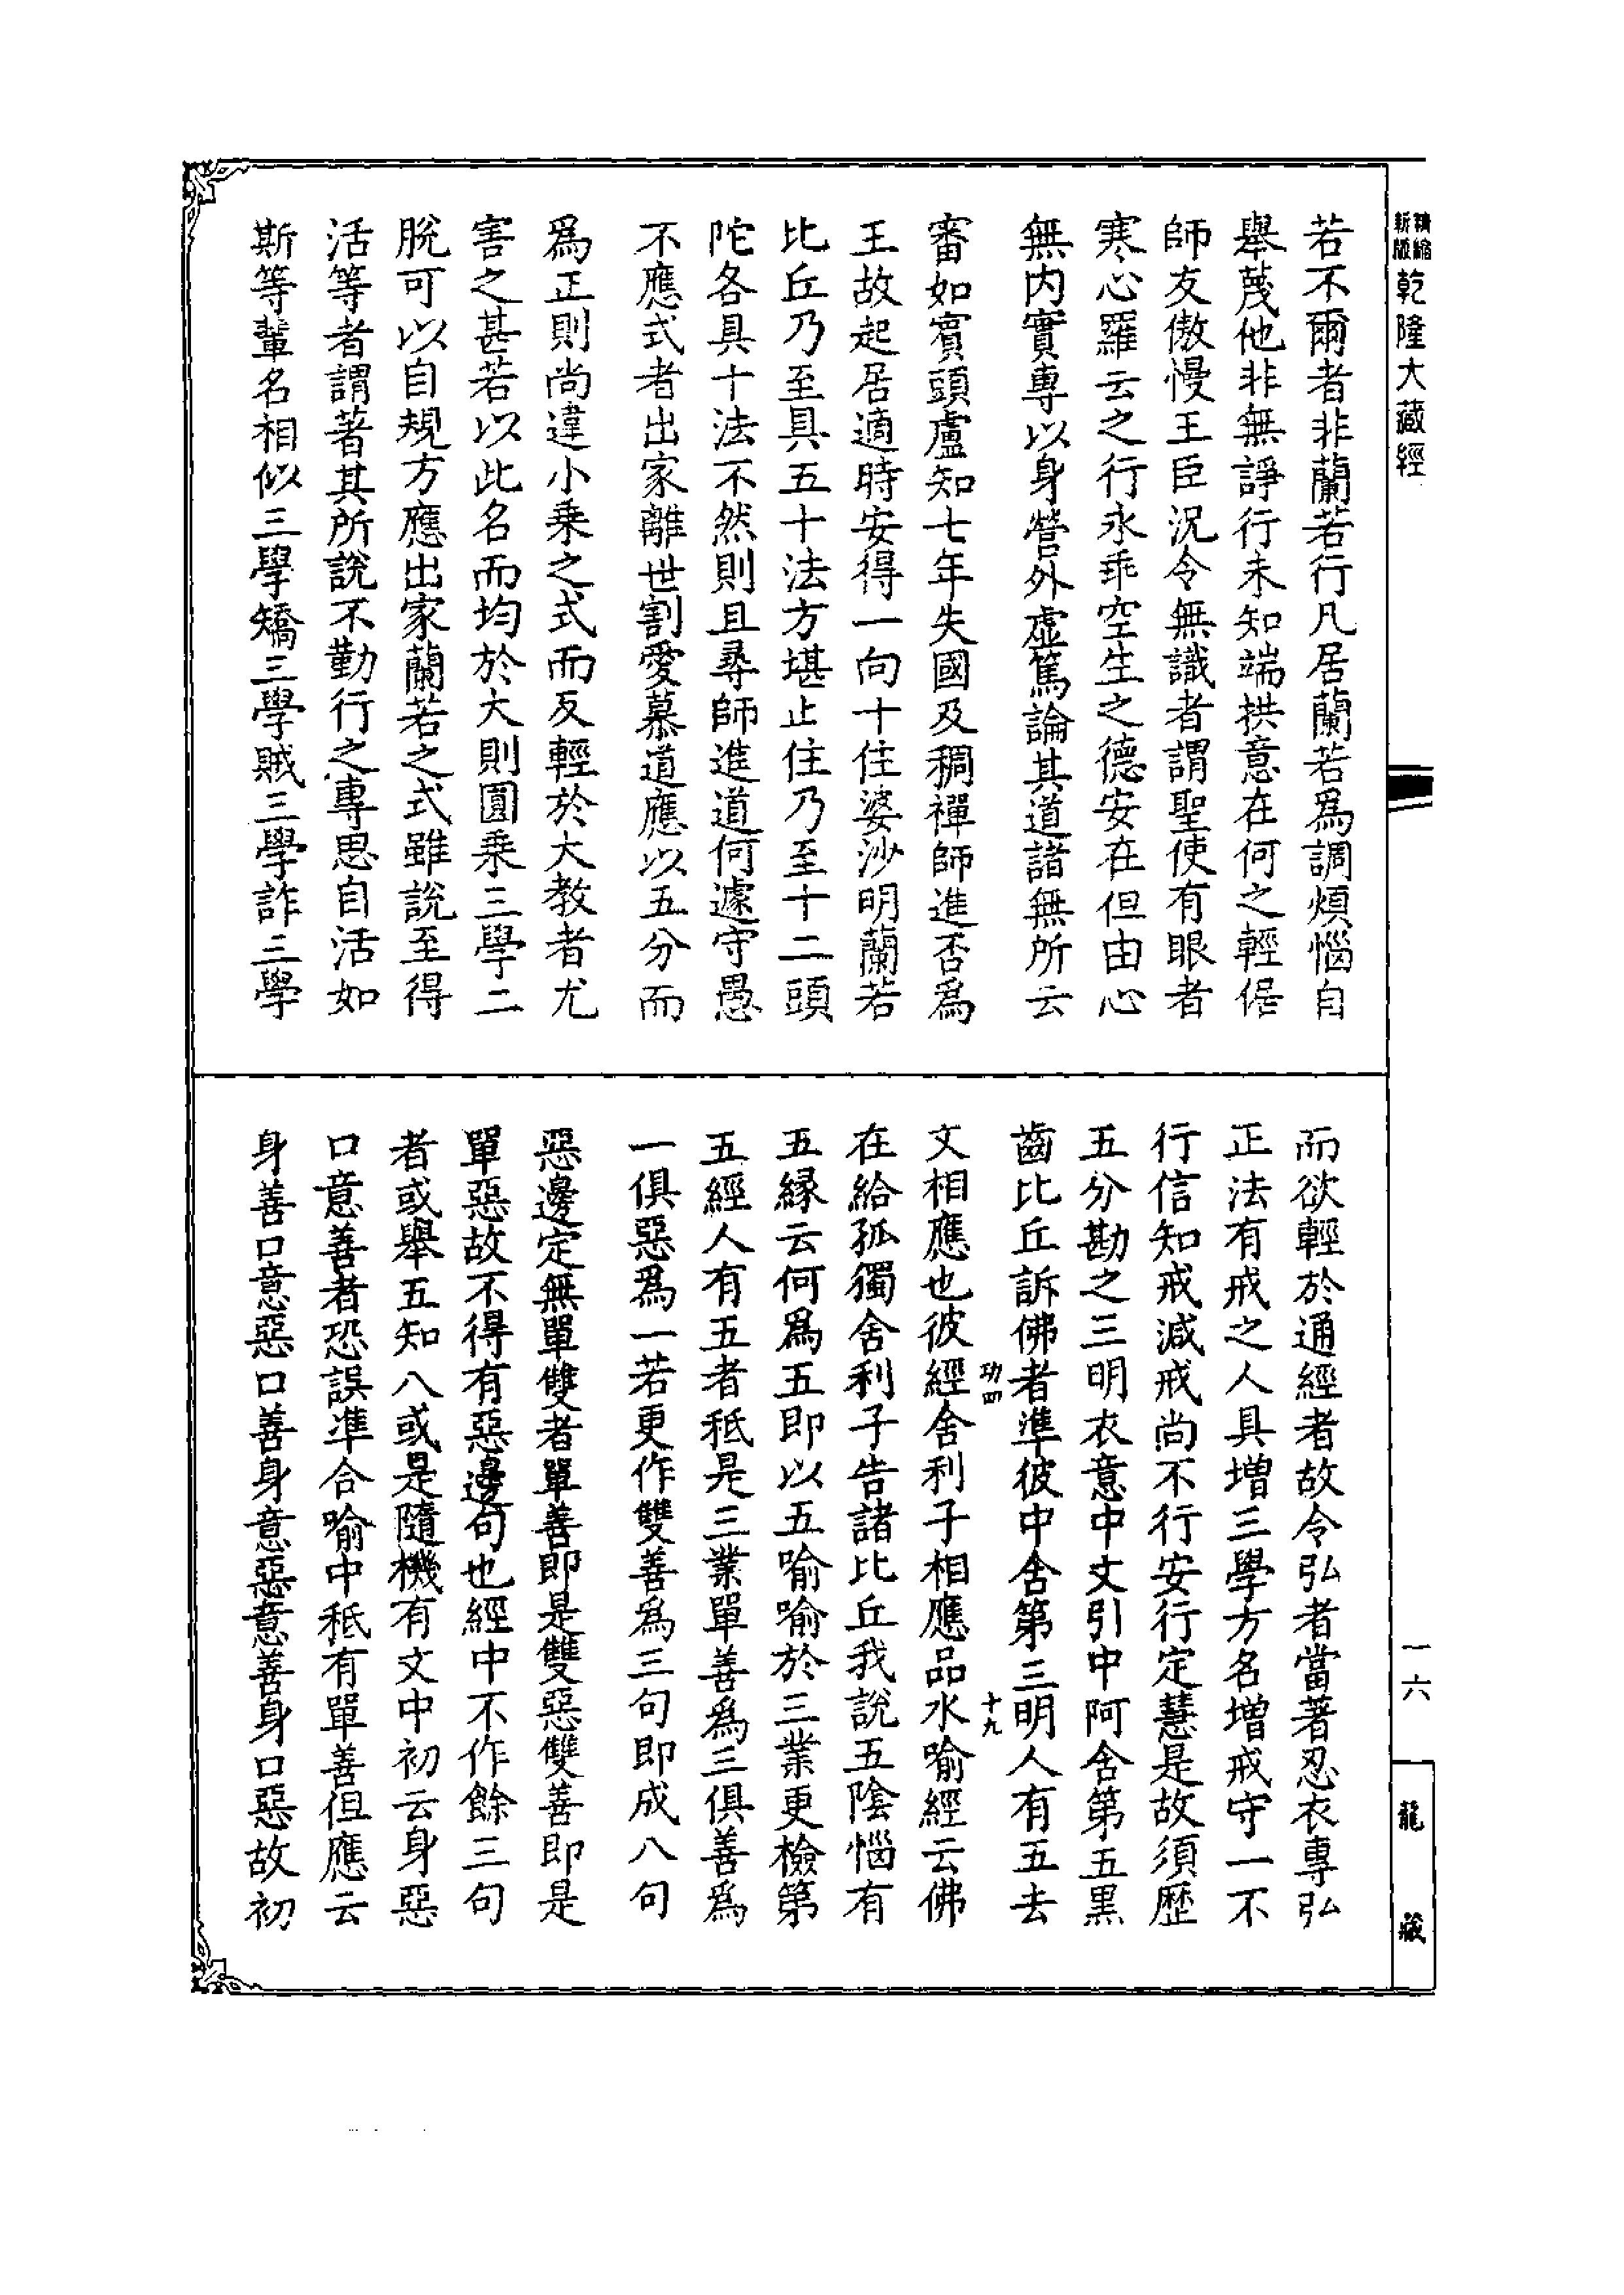 精縮新版乾隆大藏經
若不爾者非蘭若行凡居蘭若爲調煩惱自
舉蔑他非無諍行未知端拱意在何之輕倨
師友傲慢王臣況令無識者謂聖使有眼者
寒心羅云之行永乖空生之德安在但由心
無内實專以身營外虛篤論其道諸無所云
審如賓頭盧知七年失國及稠禪師進否爲
王故起居適時安得一向十住婆沙明蘭若
比丘乃至具五十法方堪止住乃至十二頭
陀各具十法不然則且尋師進道何遽守愚
不應式者出家離世割愛慕道應以五分而
爲正則尚違小乘之式而反輕於大教者尤
害之甚若以此名而均於大則圓乘三學二
脫可以自規方應出家蘭若之式雖說至得
活等者謂著其所說不勤行之專思自活如
斯等輩名相似三學矯三學賊三學詐三學
而欲輕於通經者故令弘者當著忍衣專弘
正法有戒之人具增三學方名增戒守一不
行信知戒減戒尚不行安行定慧是故須歷
五分勘之三明衣意中文引中阿含第五黑
齒比丘訴佛者準彼中含第三明人有五去
功四
十九
文相應也彼經舍利子相應品水喻經云佛
在給孤獨舍利子告諸比丘我說五陰惱有
五緣云何爲五即以五喻喻於三業更檢第
五經人有五者秖是三業單善爲三俱善爲
一俱惡爲一若更作雙善爲三句即成八句
惡邊定無單雙者單善即是雙惡雙善即是
單惡故不得有惡邊句也經中不作餘三句
者或舉五知八或是隨機有文中初云身惡
口意善者恐誤準合喻中秖有單善但應云
身善口意惡口善身意惡意善身口惡故初
一六
龍藏